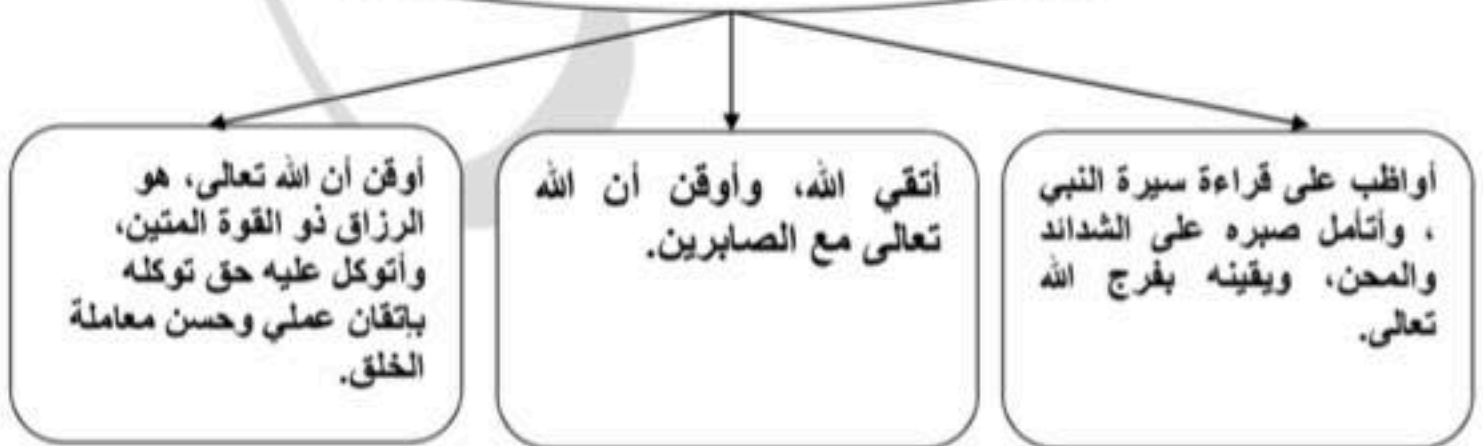 أواظب على قراءة سيرة النبي
، وأتأمل صبره على الشدائد
والمحن، ويقينه بفرج الله
تعالى.
أتقي الله، وأوقن أن الله
تعالى مع الصابرين.
أوقن أن الله تعالى، هو
الرزاق ذو القوة المتين،
وأتوكل عليه حق توكله
بإتقان عملي وحسن معاملة
الخلق.